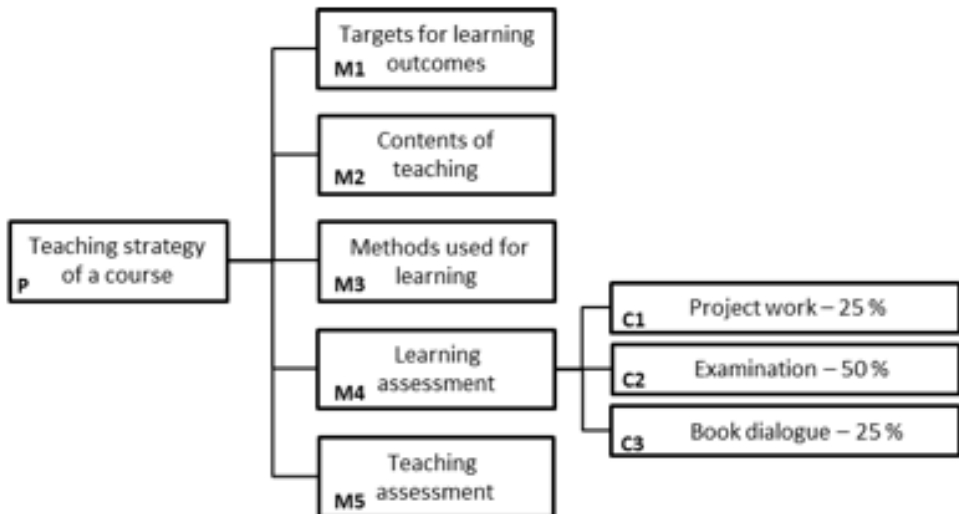 Targets for learning
outcomes
M1
Contents of
teaching
M2
Teaching strategy
of a course
P
Methods used for
learning
M3
Learning
assessment
M4
C1 Project work – 25 %
C2 Examination – 50 %
C3 Book dialogue – 25 %
Teaching
assessment
M5